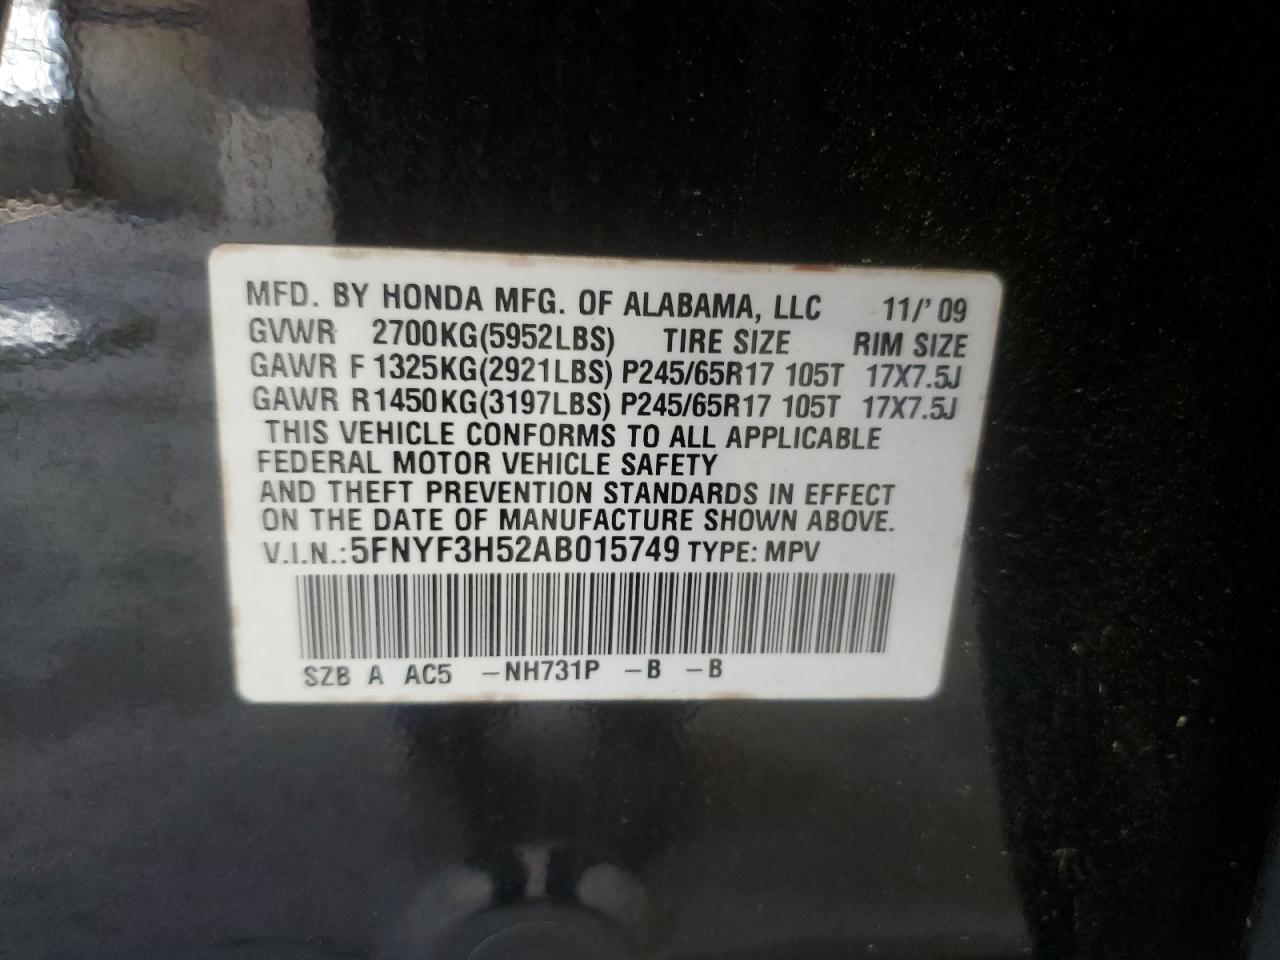 MFD. BY HONDA MFG. OF ALABAMA, LLC 11/'09
GVWR 2700KG(5952LBS) TIRE SIZE RIM SIZE
GAWR F 1325KG(2921LBS) P245/65R17 105T 17X7.5J
GAWR R1450KG(3197LBS) P245/65R17 105T 17X7.5J
THIS VEHICLE CONFORMS TO ALL APPLICABLE
FEDERAL MOTOR VEHICLE SAFETY
AND THEFT PREVENTION STANDARDS IN EFFECT
ON THE DATE OF MANUFACTURE SHOWN ABOVE.
V.I.N.:5FNYF3H52AB015749 TYPE: MPV
SZB A AC5 -NH731P -B -B